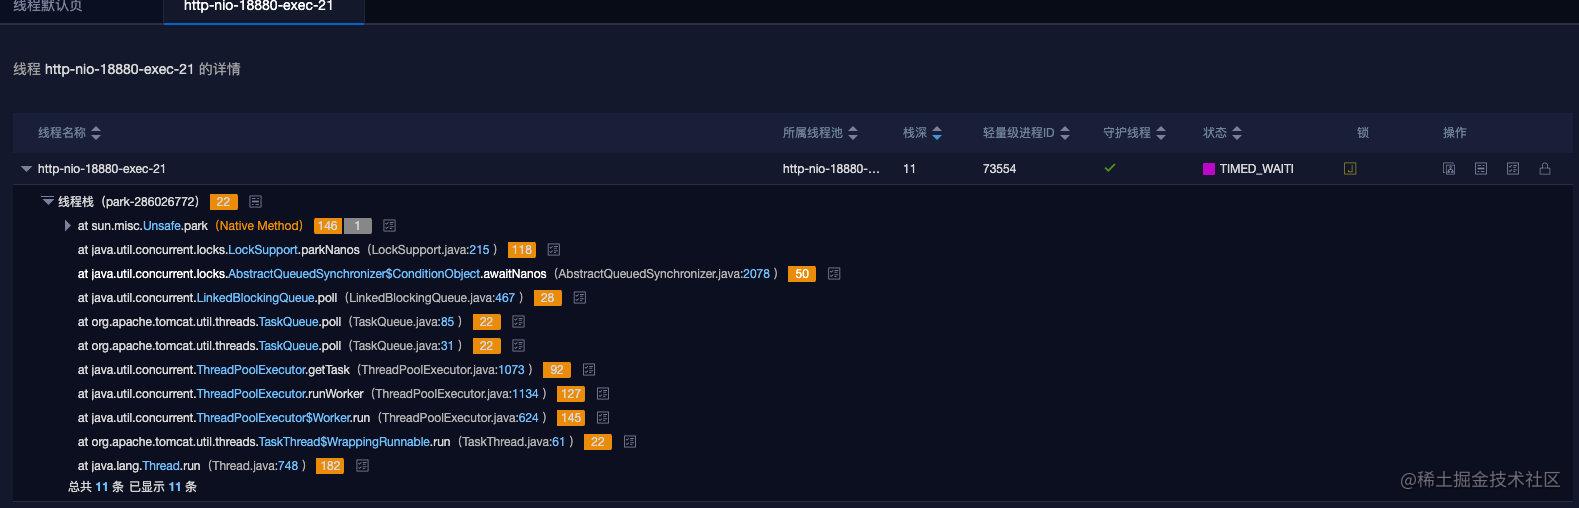 线程默认页 http-nio-18880-exec-21
线程 http-nio-18880-exec-21 的详情
线程名称 所属线程池 栈深 轻量级进程ID 守护线程 状态 锁 操作
http-nio-18880-exec-21 http-nio-18880-... 11 73554 TIMED_WAITI J
线程栈（park-286026772） 22
at sun.misc.Unsafe.park（Native Method） 146 1
at java.util.concurrent.locks.LockSupport.parkNanos（LockSupport.java:215 ） 118
at java.util.concurrent.locks.AbstractQueuedSynchronizer$ConditionObject.awaitNanos（AbstractQueuedSynchronizer.java:2078 ） 50
at java.util.concurrent.LinkedBlockingQueue.poll（LinkedBlockingQueue.java:467 ） 28
at org.apache.tomcat.util.threads.TaskQueue.poll（TaskQueue.java:85 ） 22
at org.apache.tomcat.util.threads.TaskQueue.poll（TaskQueue.java:31 ） 22
at java.util.concurrent.ThreadPoolExecutor.getTask（ThreadPoolExecutor.java:1073 ） 92
at java.util.concurrent.ThreadPoolExecutor.runWorker（ThreadPoolExecutor.java:1134 ） 127
at java.util.concurrent.ThreadPoolExecutor$Worker.run（ThreadPoolExecutor.java:624 ） 145
at org.apache.tomcat.util.threads.TaskThread$WrappingRunnable.run（TaskThread.java:61 ） 22
at java.lang.Thread.run（Thread.java:748 ） 182
总共 11 条 已显示 11 条
@稀土掘金技术社区